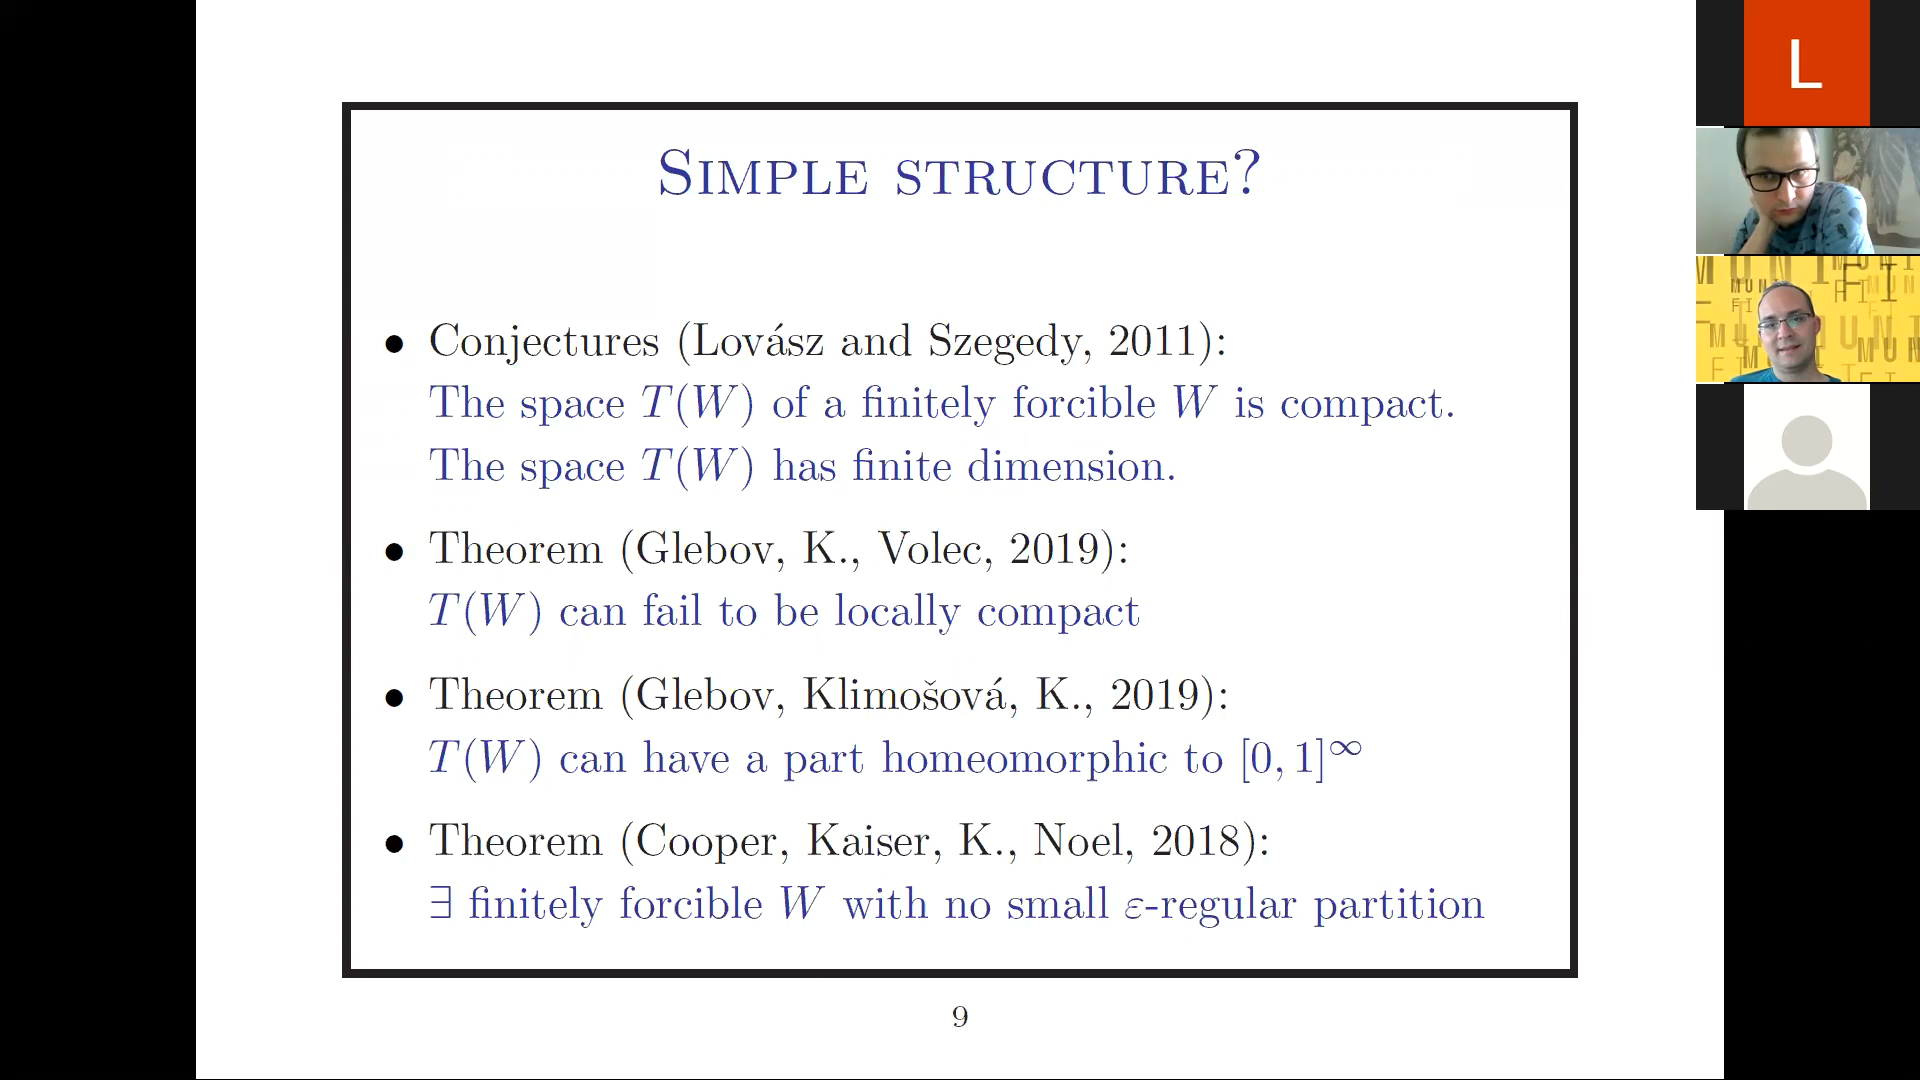 SIMPLE STRUCTURE?
• Conjectures (Lovász and Szegedy, 2011):
The space T(W) of a finitely forcible W is compact.
The space T(W) has finite dimension.
• Theorem (Glebov, K., Volec, 2019):
T(W) can fail to be locally compact
• Theorem (Glebov, Klimošová, K., 2019):
T(W) can have a part homeomorphic to [0, 1]^∞
• Theorem (Cooper, Kaiser, K., Noel, 2018):
∃ finitely forcible W with no small ε-regular partition
9
L
MUNI
FI